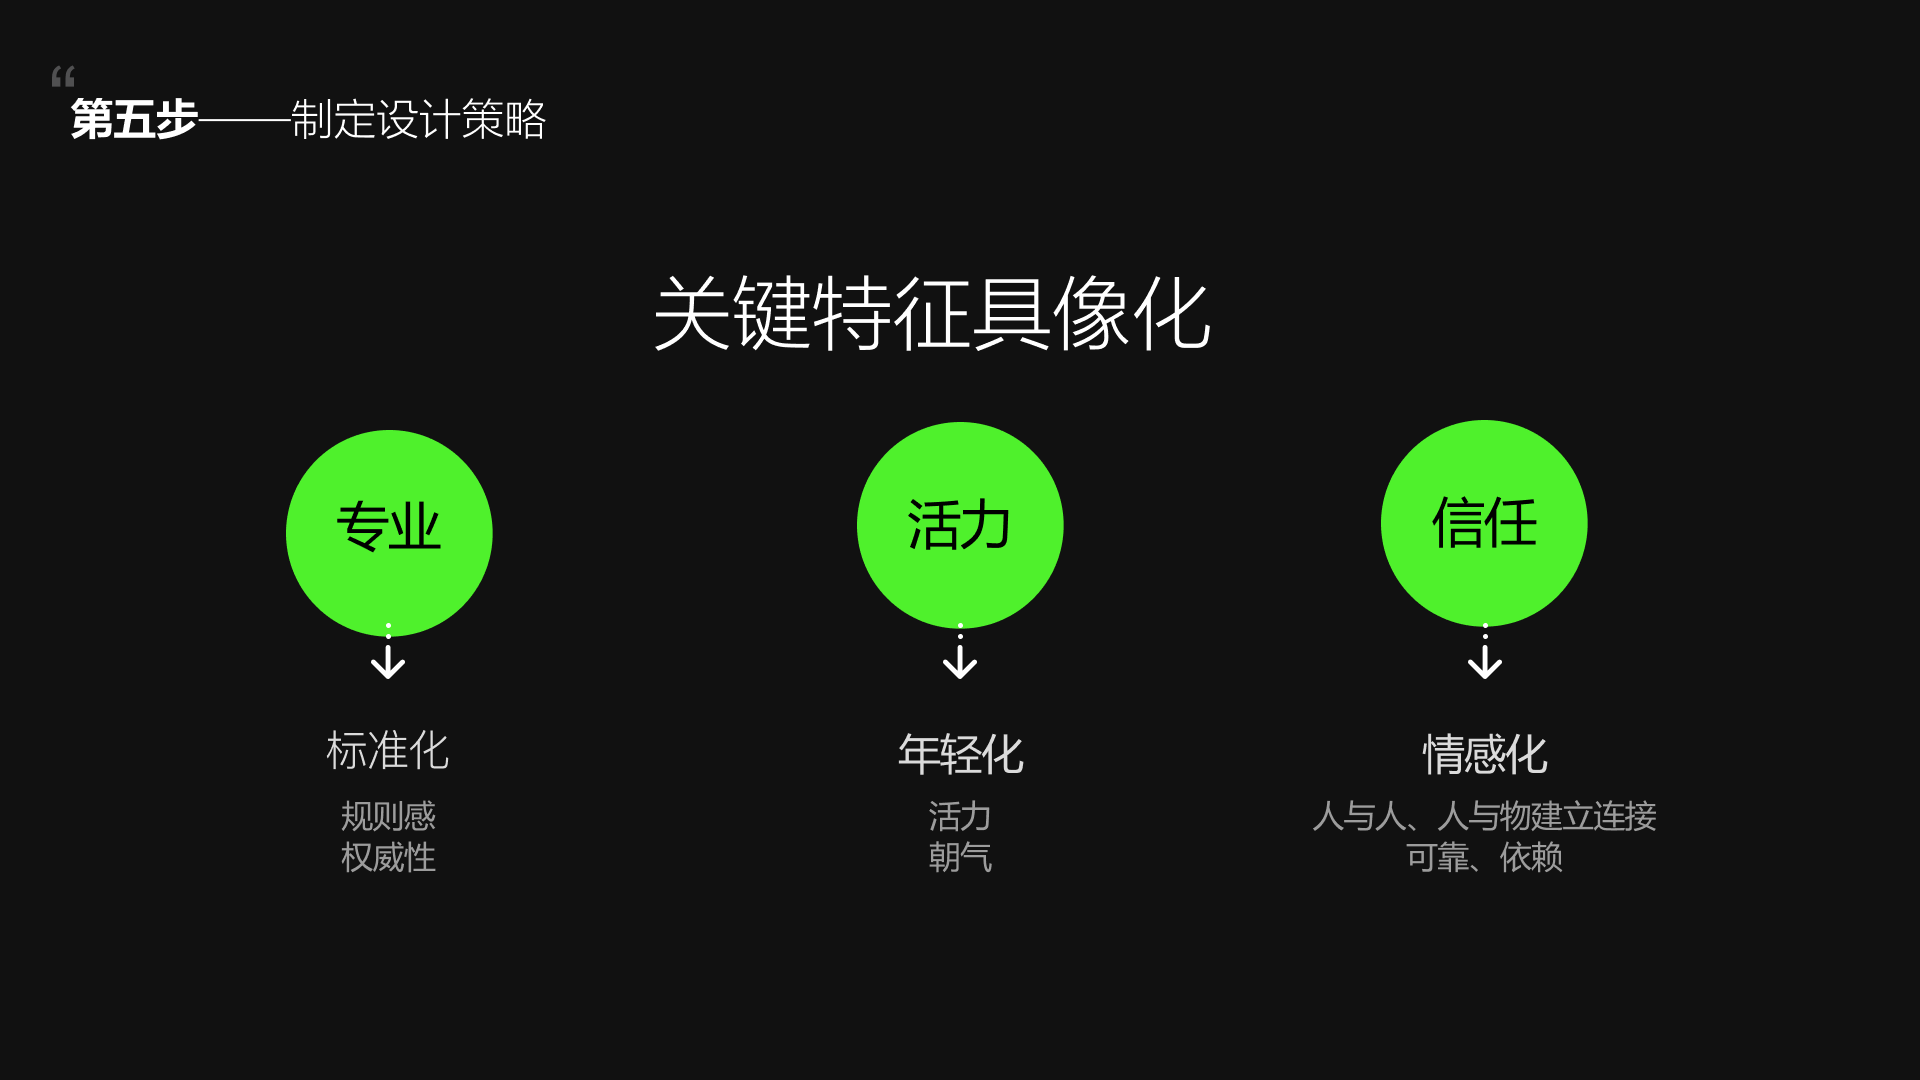 “
第五步——制定设计策略
关键特征具像化
专业
活力
信任
标准化
年轻化
情感化
规则感
权威性
活力
朝气
人与人、人与物建立连接
可靠、依赖